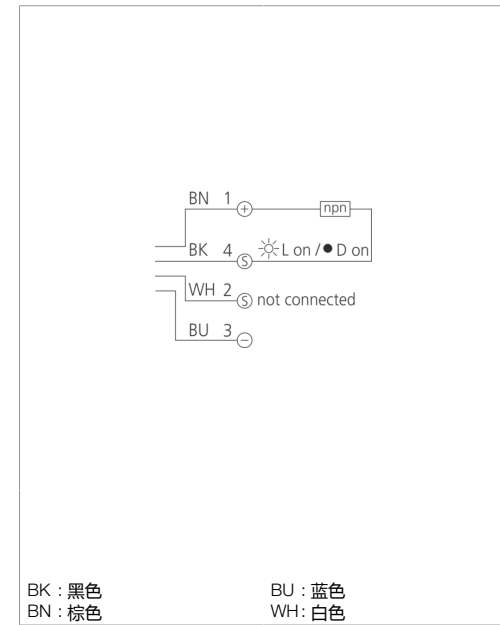 BN 1 + npn
BK 4 S L on / D on
WH 2 S not connected
BU 3 −
BK : 黑色 BU : 蓝色
BN : 棕色 WH : 白色